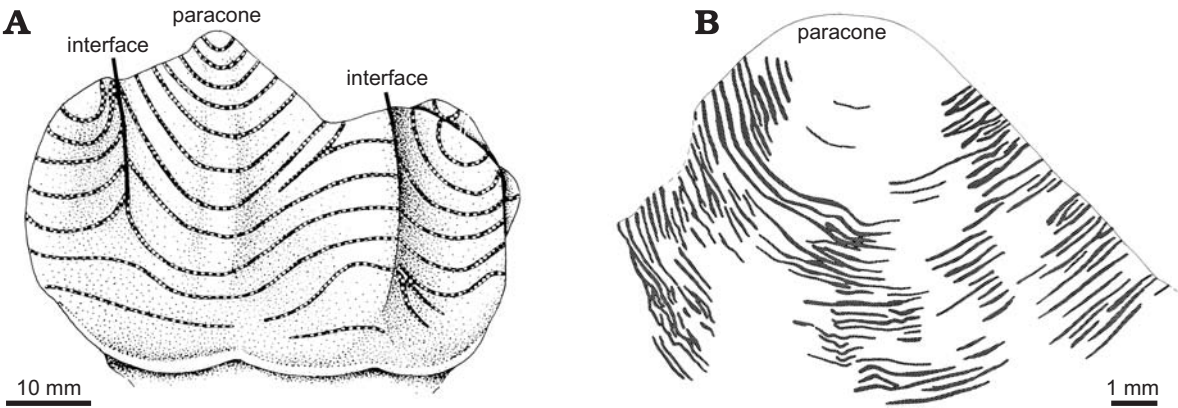 A
paracone
interface
interface
10 mm
B
paracone
1 mm